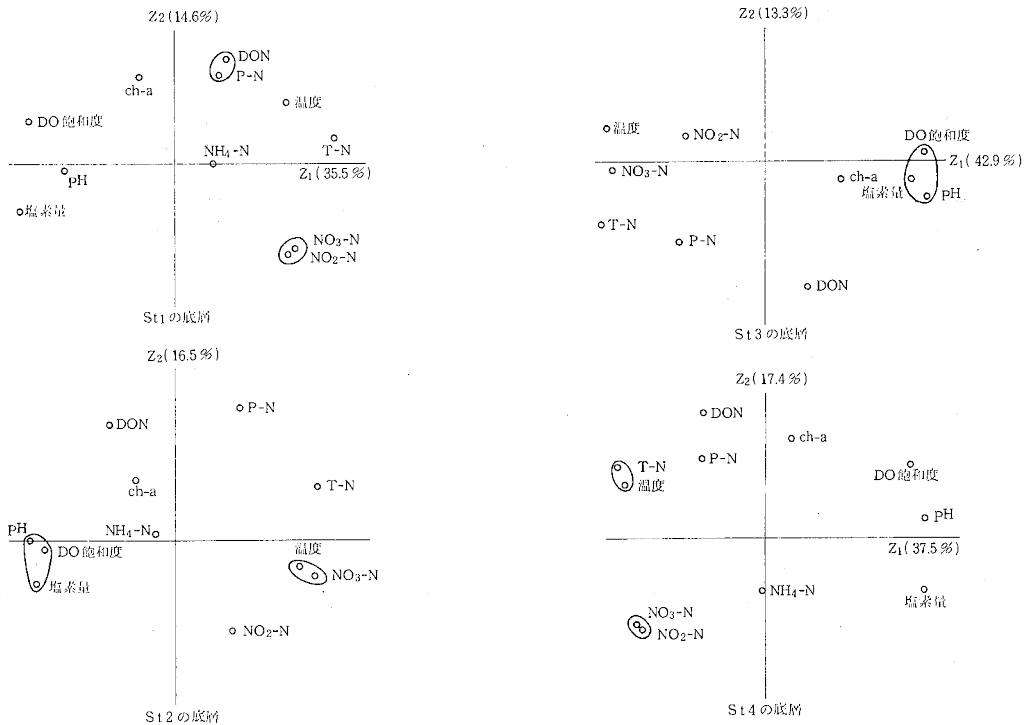 Z₂(14.6%)
DON
P-N
ch-a
温度
DO飽和度
T-N
NH₄-N
Z₁(35.5%)
pH
塩素量
NO₃-N
NO₂-N
St1の底層
Z₂(13.3%)
温度
NO₂-N
DO飽和度
Z₁(42.9%)
NO₃-N
ch-a
塩素量
pH
T-N
P-N
DON
St3の底層
Z₂(16.5%)
P-N
DON
T-N
ch-a
pH
NH₄-N
DO飽和度
温度
NO₃-N
塩素量
NO₂-N
St2の底層
Z₂(17.4%)
DON
ch-a
P-N
T-N
温度
DO飽和度
pH
Z₁(37.5%)
NH₄-N
塩素量
NO₃-N
NO₂-N
St4の底層